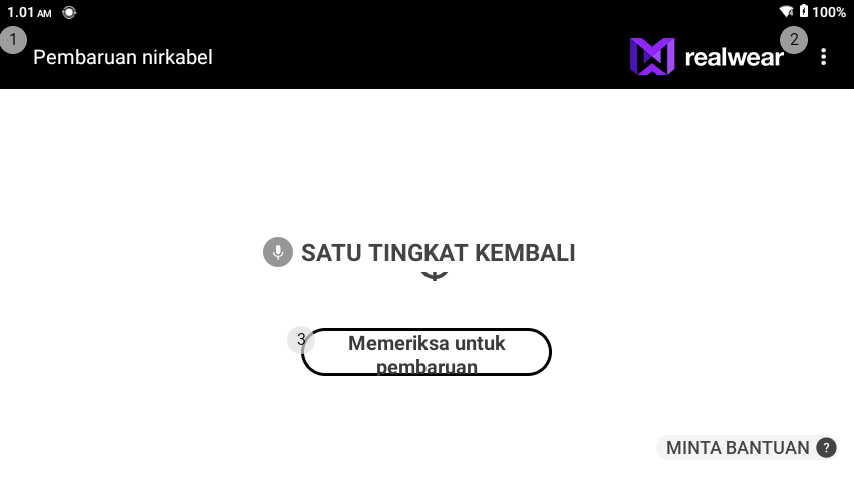 1.01 AM
100%
1
Pembaruan nirkabel
realwear
2
SATU TINGKAT KEMBALI
3
Memeriksa untuk
pembaruan
MINTA BANTUAN ?